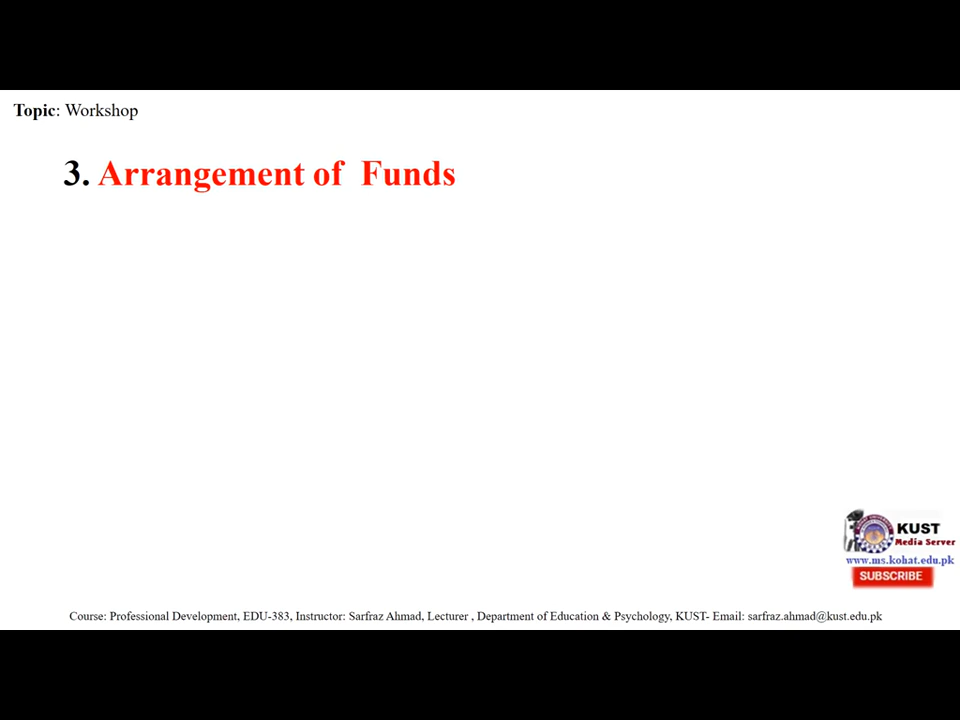 Topic: Workshop
3. Arrangement of Funds
KUST
Media Server
www.ms.kohat.edu.pk
SUBSCRIBE
Course: Professional Development, EDU-383, Instructor: Sarfraz Ahmad, Lecturer , Department of Education & Psychology, KUST- Email: sarfraz.ahmad@kust.edu.pk